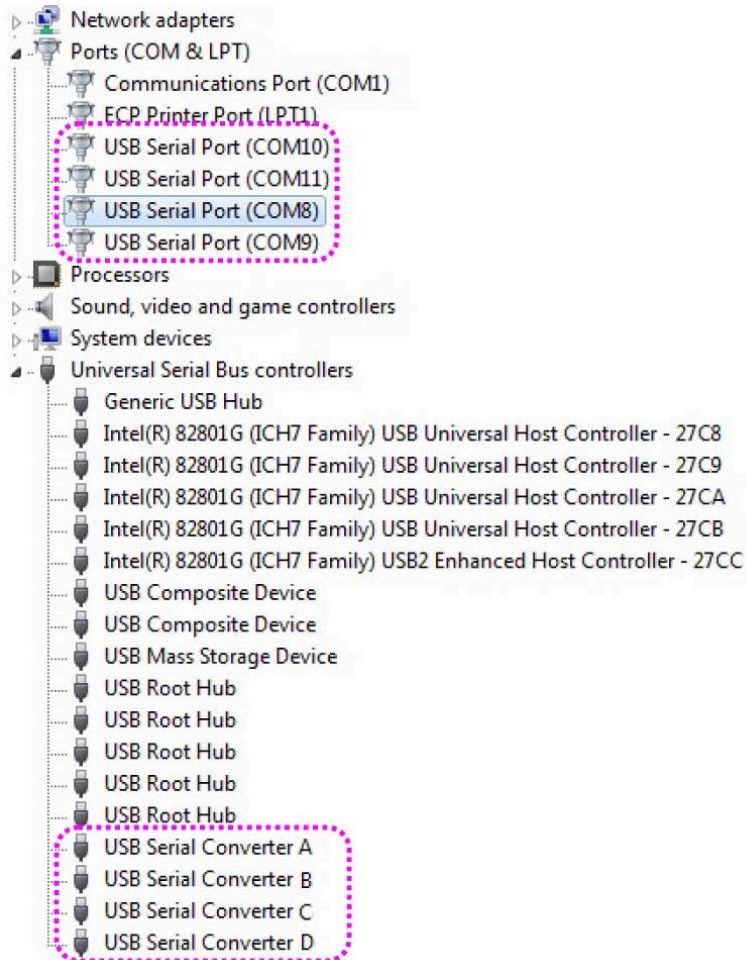 Network adapters
Ports (COM & LPT)
Communications Port (COM1)
ECP Printer Port (LPT1)
USB Serial Port (COM10)
USB Serial Port (COM11)
USB Serial Port (COM8)
USB Serial Port (COM9)
Processors
Sound, video and game controllers
System devices
Universal Serial Bus controllers
Generic USB Hub
Intel(R) 82801G (ICH7 Family) USB Universal Host Controller - 27C8
Intel(R) 82801G (ICH7 Family) USB Universal Host Controller - 27C9
Intel(R) 82801G (ICH7 Family) USB Universal Host Controller - 27CA
Intel(R) 82801G (ICH7 Family) USB Universal Host Controller - 27CB
Intel(R) 82801G (ICH7 Family) USB2 Enhanced Host Controller - 27CC
USB Composite Device
USB Composite Device
USB Mass Storage Device
USB Root Hub
USB Root Hub
USB Root Hub
USB Root Hub
USB Root Hub
USB Serial Converter A
USB Serial Converter B
USB Serial Converter C
USB Serial Converter D